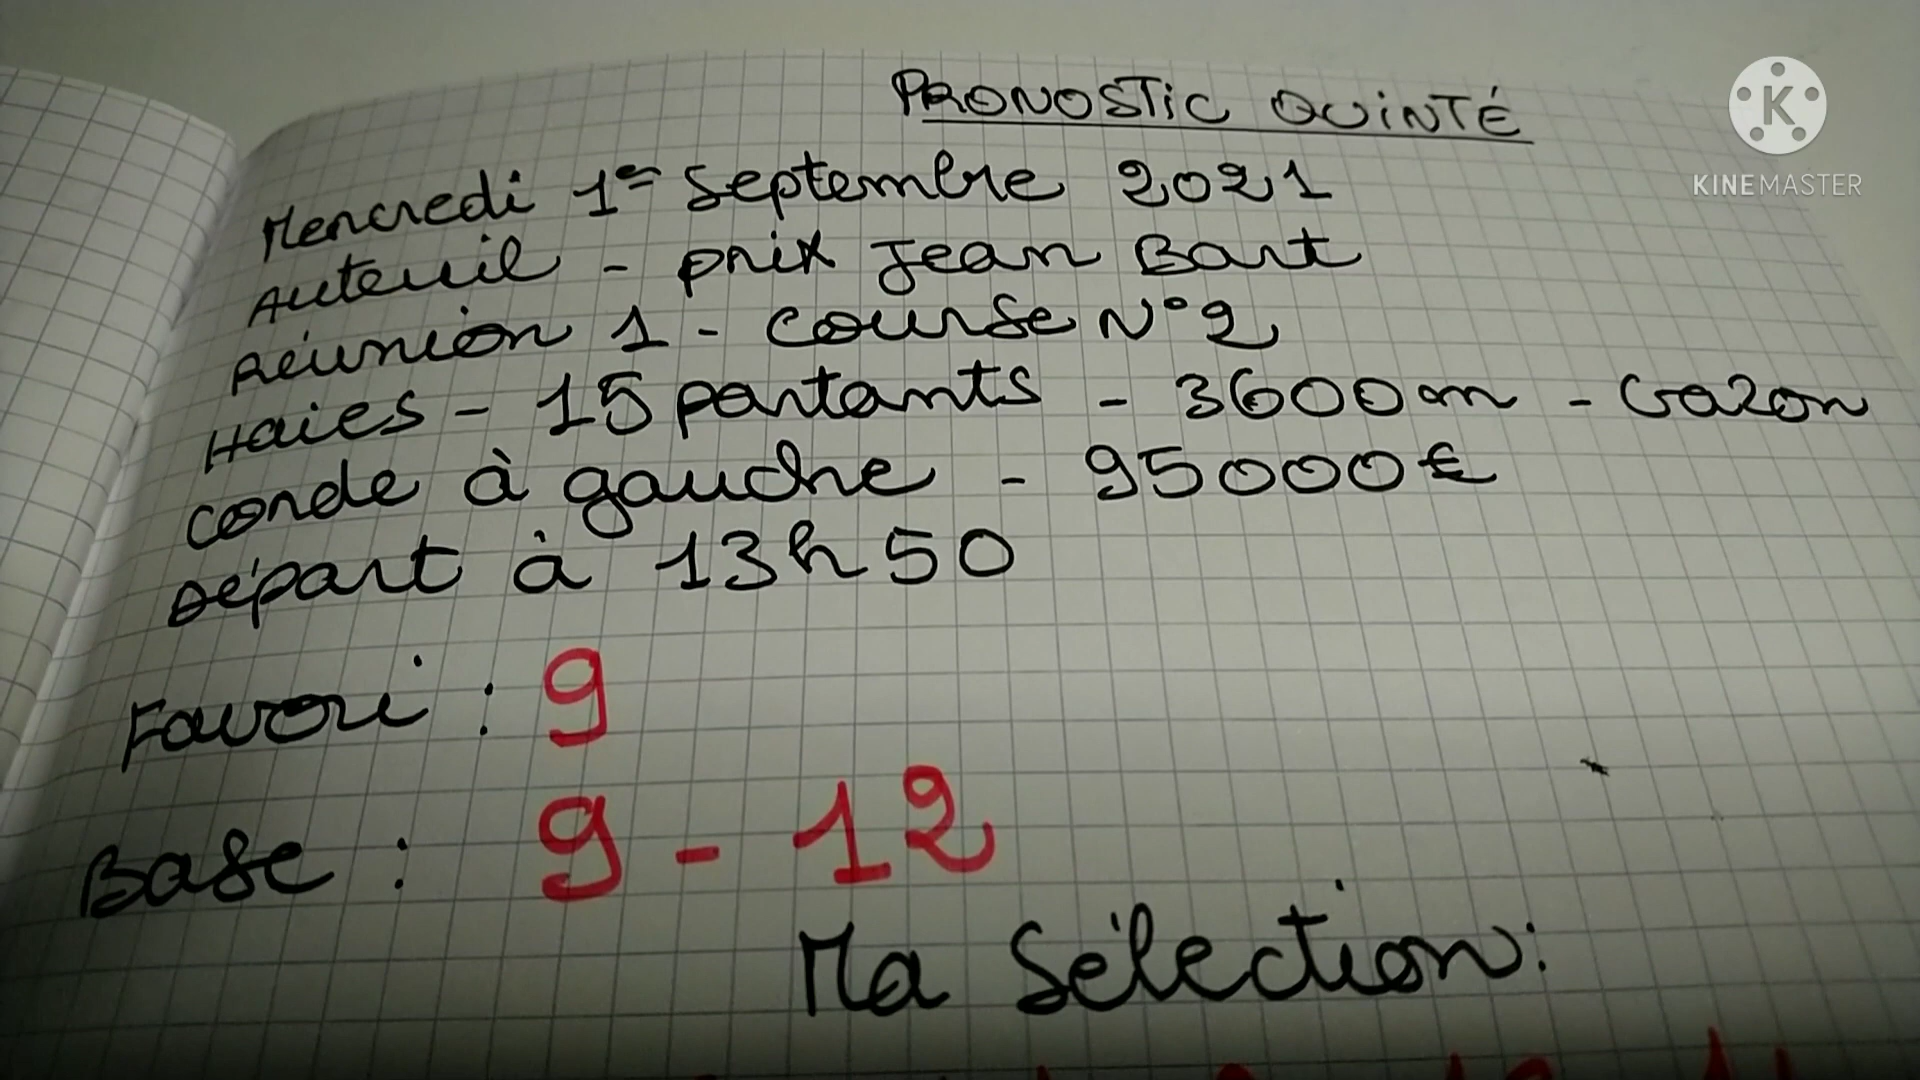 PRONOSTIC QUINTÉ
KINEMASTER
Mercredi 1er Septembre 2021
Auteuil - prix Jean Bart
Réunion 1 - course N°2
Haies - 15 partants - 3600m - Gazon
corde à gauche - 95000€
Départ à 13h50
Favori : 9
Base : 9 - 12
Ma Sélection: